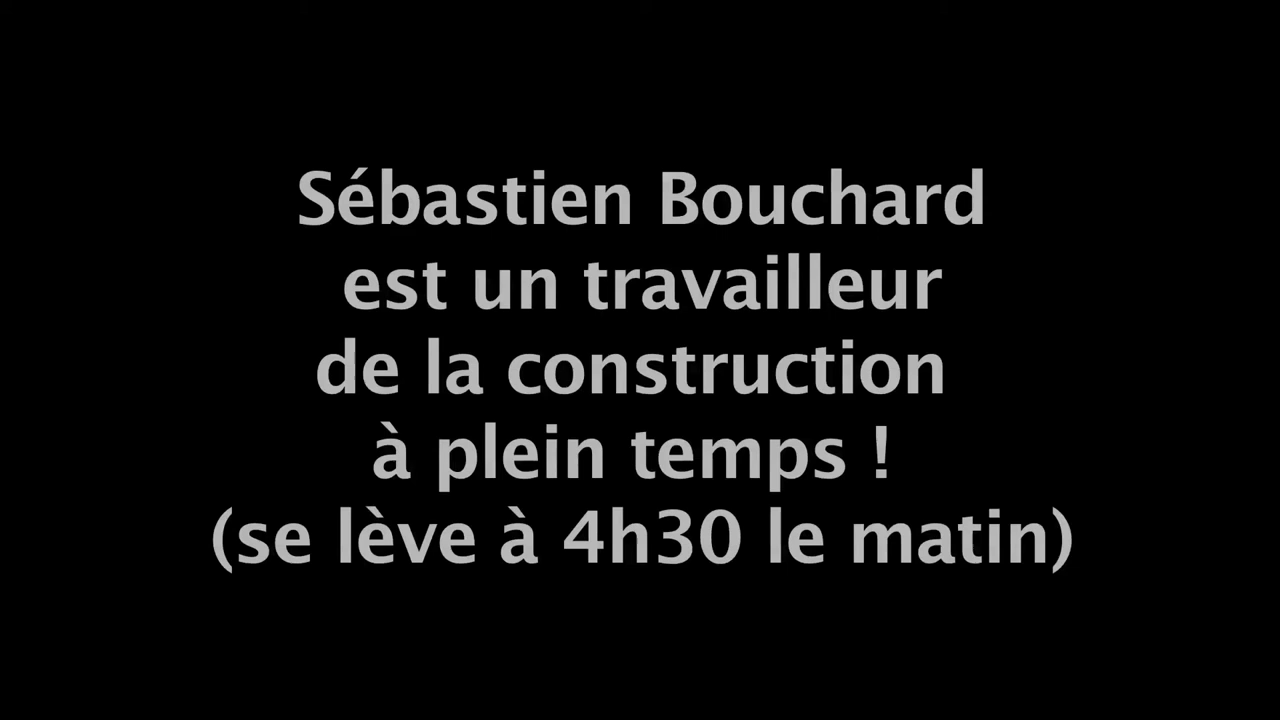 Sébastien Bouchard
est un travailleur
de la construction
à plein temps !
(se lève à 4h30 le matin)